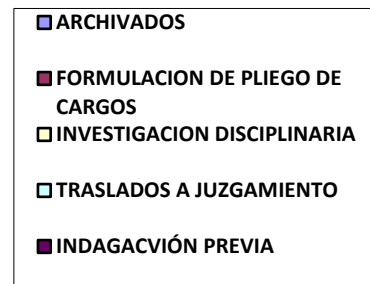 ARCHIVADOS
FORMULACION DE PLIEGO DE
CARGOS
INVESTIGACION DISCIPLINARIA
TRASLADOS A JUZGAMIENTO
INDAGACVIÓN PREVIA